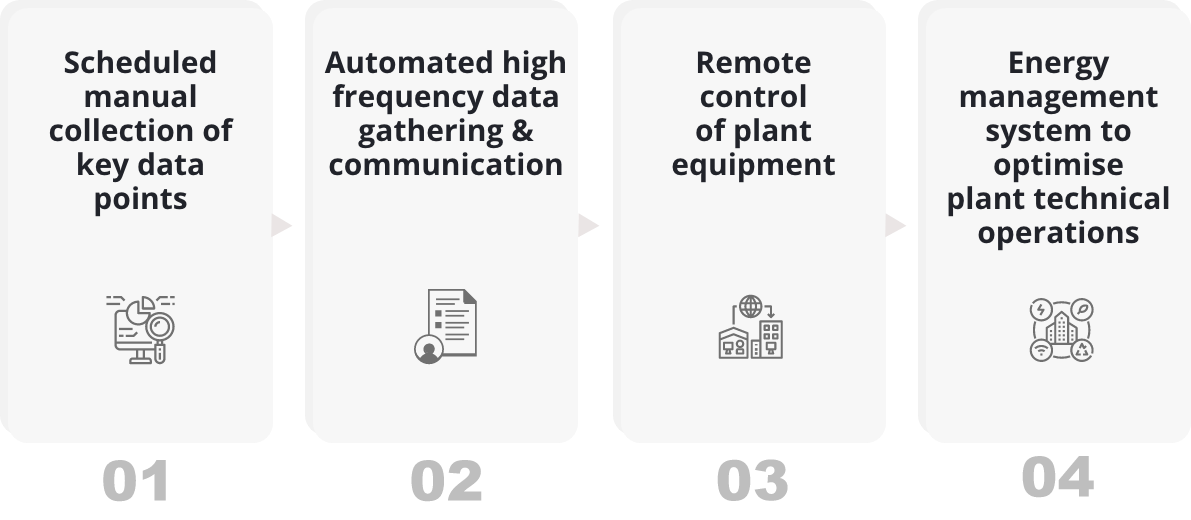 Scheduled
manual
collection of
key data
points
01
Automated high
frequency data
gathering &
communication
02
Remote
control
of plant
equipment
03
Energy
management
system to
optimise
plant technical
operations
04